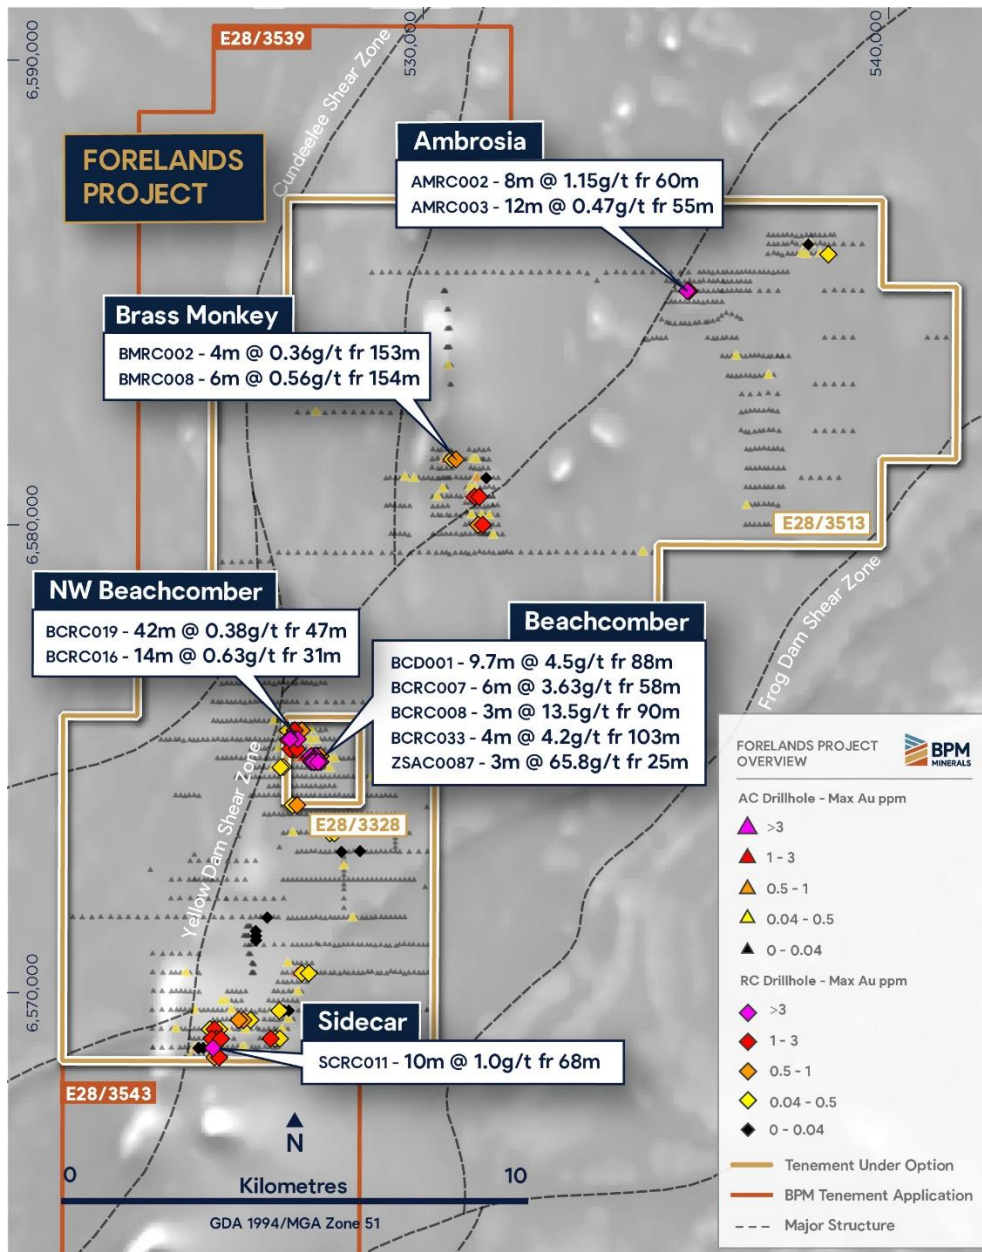 E28/3539
530,000
540,000
6,590,000
Cundeelee Shear Zone
FORELANDS
PROJECT
Ambrosia
AMRC002 - 8m @ 1.15g/t fr 60m
AMRC003 - 12m @ 0.47g/t fr 55m
Brass Monkey
BMRC002 - 4m @ 0.36g/t fr 153m
BMRC008 - 6m @ 0.56g/t fr 154m
6,580,000
E28/3513
NW Beachcomber
BCRC019 - 42m @ 0.38g/t fr 47m
BCRC016 - 14m @ 0.63g/t fr 31m
Beachcomber
BCD001 - 9.7m @ 4.5g/t fr 88m
BCRC007 - 6m @ 3.63g/t fr 58m
BCRC008 - 3m @ 13.5g/t fr 90m
BCRC033 - 4m @ 4.2g/t fr 103m
ZSAC0087 - 3m @ 65.8g/t fr 25m
Frog Dam Shear Zone
Yellow Dam Shear Zone
E28/3328
6,570,000
Sidecar
SCRC011 - 10m @ 1.0g/t fr 68m
E28/3543
N
0
10
Kilometres
GDA 1994/MGA Zone 51
FORELANDS PROJECT
OVERVIEW
BPM
MINERALS
AC Drillhole - Max Au ppm
>3
1 - 3
0.5 - 1
0.04 - 0.5
0 - 0.04
RC Drillhole - Max Au ppm
>3
1 - 3
0.5 - 1
0.04 - 0.5
0 - 0.04
Tenement Under Option
BPM Tenement Application
Major Structure